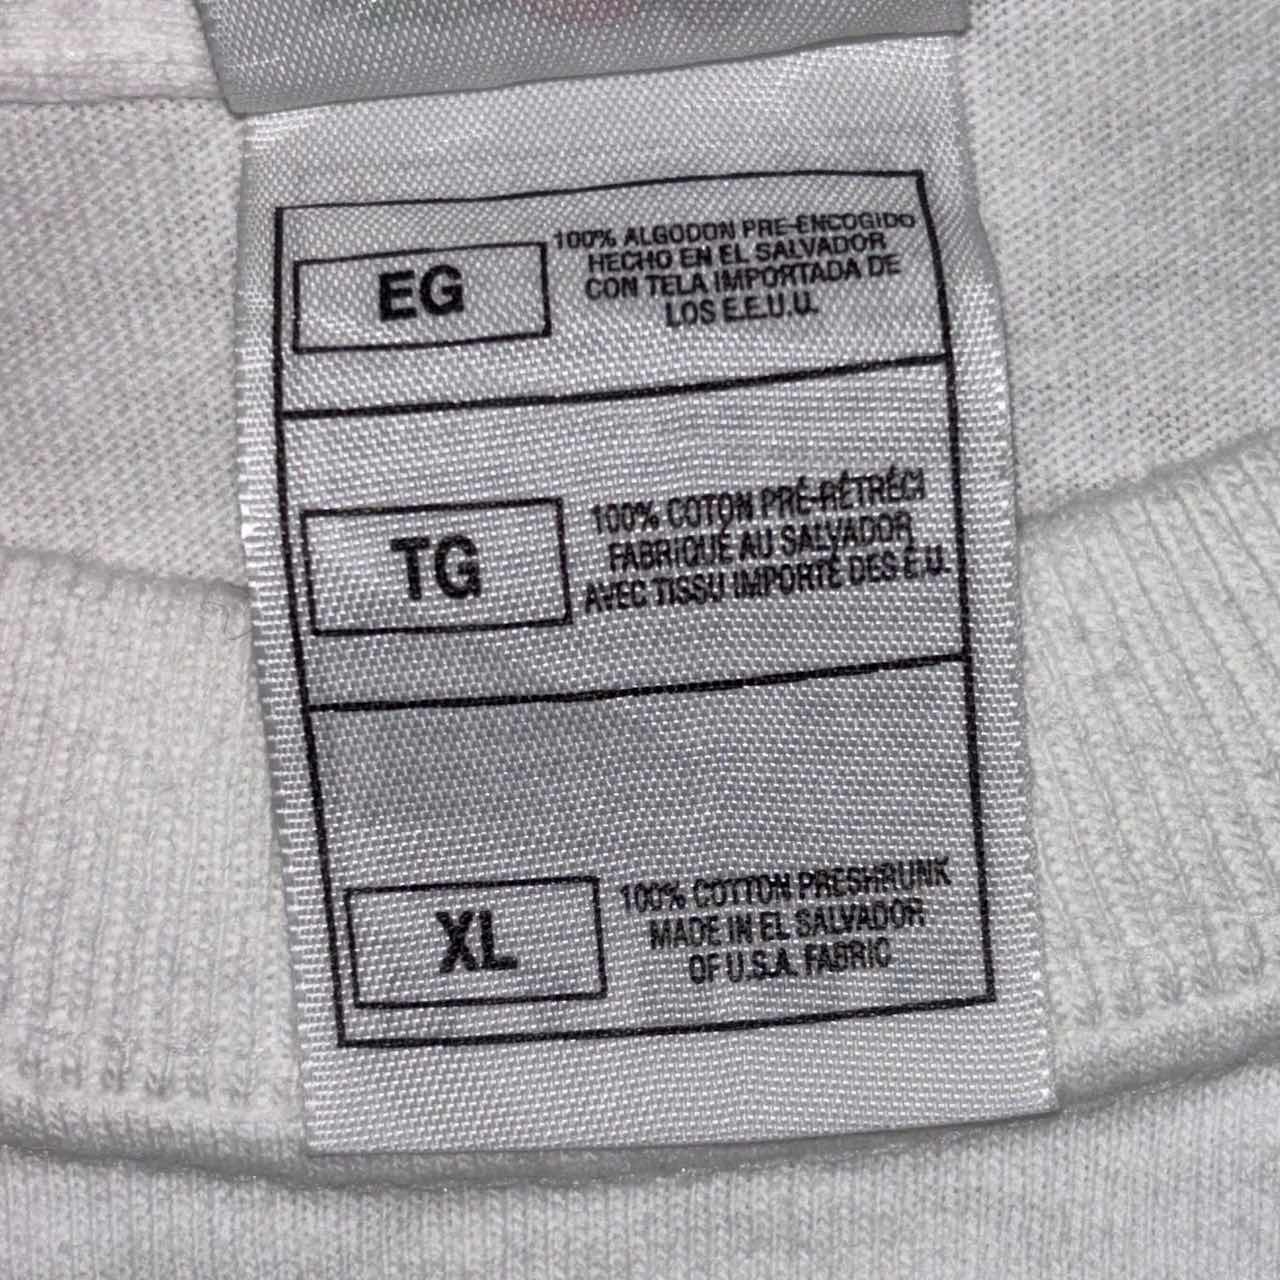 EG
100% ALGODON PRE-ENCOGIDO
HECHO EN EL SALVADOR
CON TELA IMPORTADA DE
LOS E.E.U.U.
TG
100% COTON PRÉ-RÉTRÉCI
FABRIQUÉ AU SALVADOR
AVEC TISSU IMPORTÉ DES É.U.
XL
100% COTTON PRESHRUNK
MADE IN EL SALVADOR
OF U.S.A. FABRIC